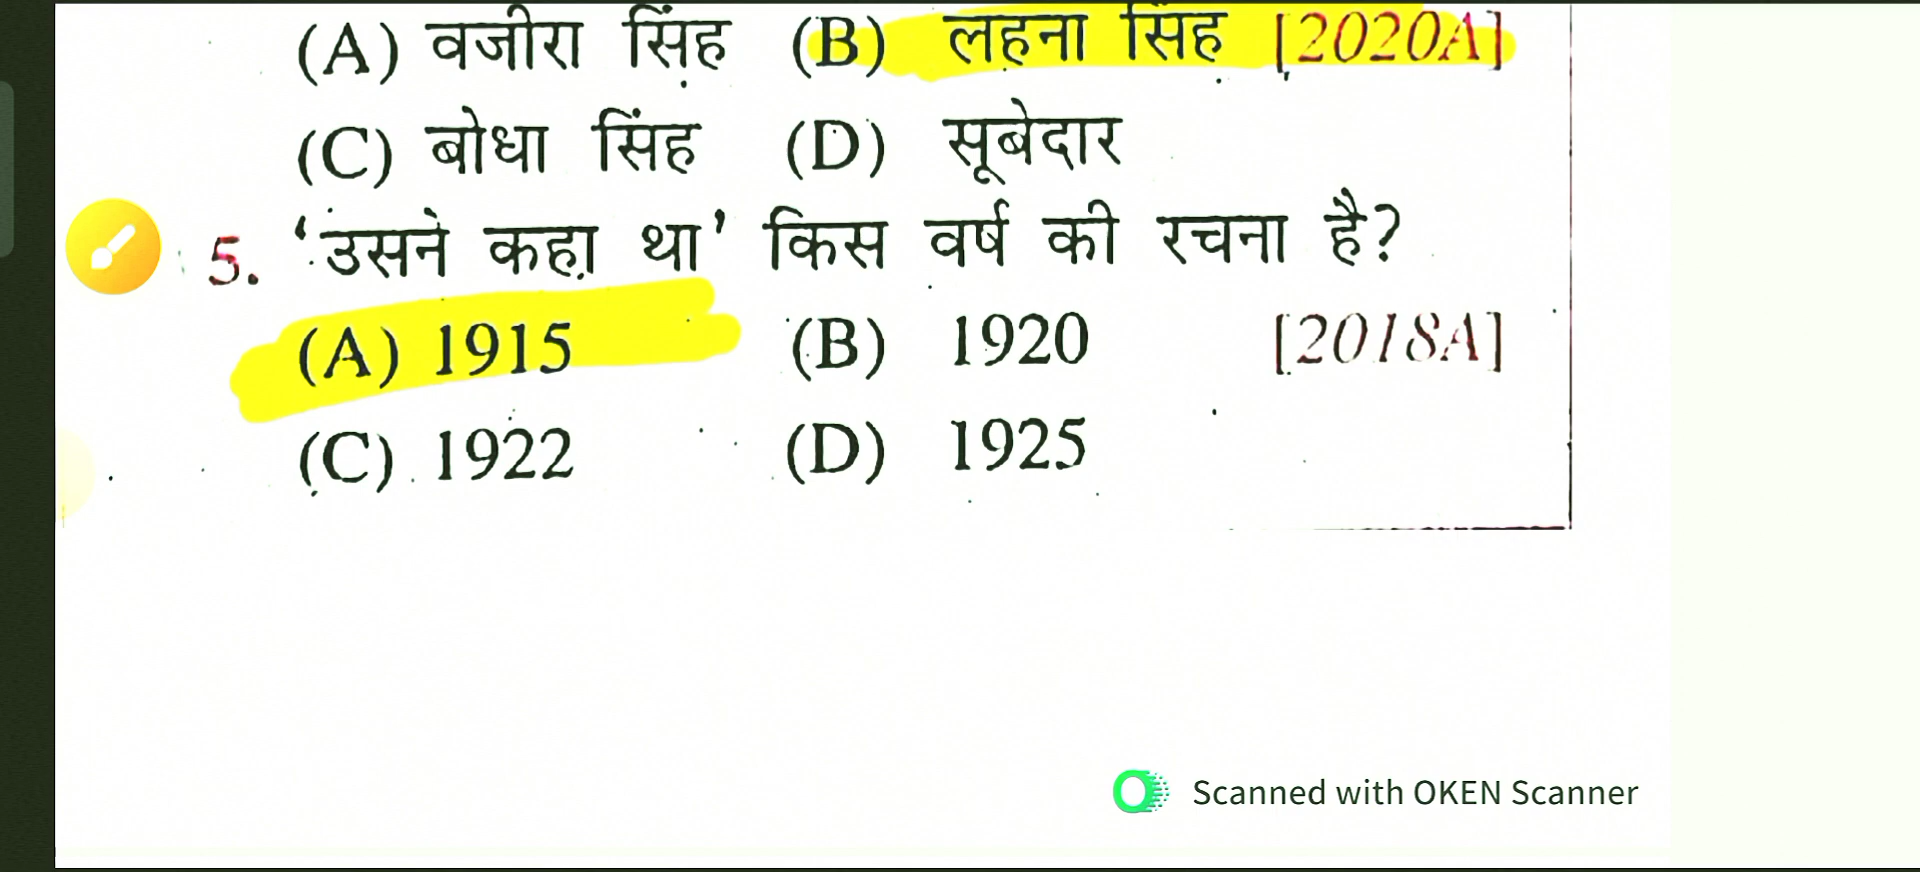 (A) वजीरा सिंह (B) लहना सिंह [2020A]
(C) बोधा सिंह (D) सूबेदार
5. ‘उसने कहा था’ किस वर्ष की रचना है?
(A) 1915 (B) 1920 [2018A]
(C) 1922 (D) 1925
Scanned with OKEN Scanner